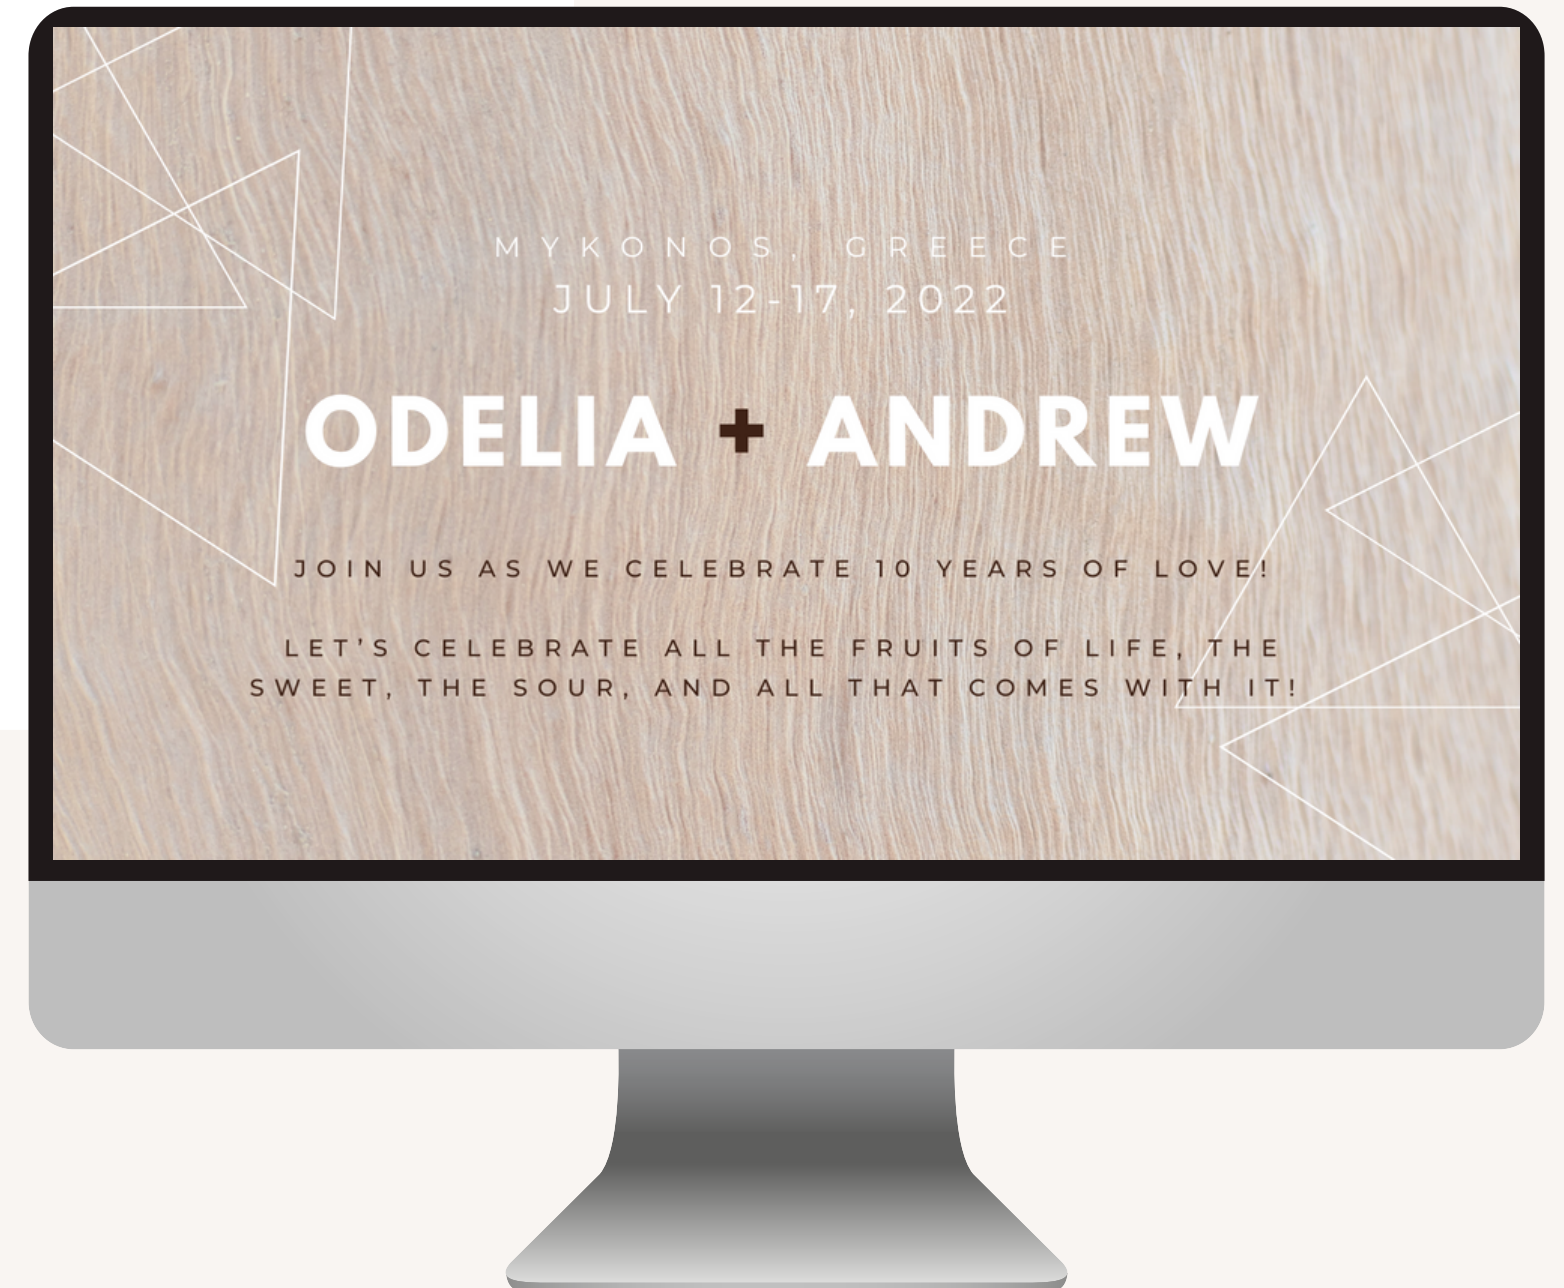 MYKONOS, GREECE
JULY 12-17, 2022
ODELIA + ANDREW
JOIN US AS WE CELEBRATE 10 YEARS OF LOVE!
LET’S CELEBRATE ALL THE FRUITS OF LIFE, THE
SWEET, THE SOUR, AND ALL THAT COMES WITH IT!